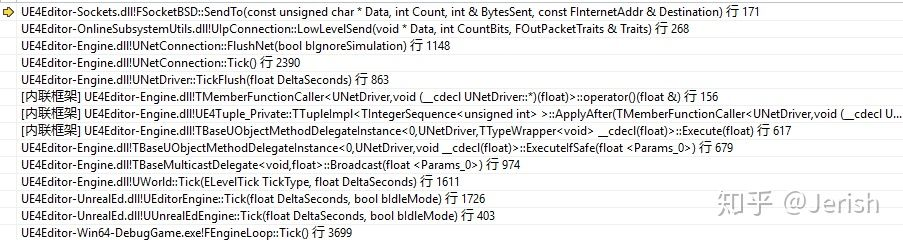 UE4Editor-Sockets.dll!FSocketBSD::SendTo(const unsigned char * Data, int Count, int & BytesSent, const FInternetAddr & Destination) 行 171
UE4Editor-OnlineSubsystemUtils.dll!UIpConnection::LowLevelSend(void * Data, int CountBits, FOutPacketTraits & Traits) 行 268
UE4Editor-Engine.dll!UNetConnection::FlushNet(bool bIgnoreSimulation) 行 1148
UE4Editor-Engine.dll!UNetConnection::Tick() 行 2390
UE4Editor-Engine.dll!UNetDriver::TickFlush(float DeltaSeconds) 行 863
[内联框架] UE4Editor-Engine.dll!TMemberFunctionCaller<UNetDriver,void (__cdecl UNetDriver::*)(float)>::operator()(float &) 行 156
[内联框架] UE4Editor-Engine.dll!UE4Tuple_Private::TTupleImpl<TIntegerSequence<unsigned int> >::ApplyAfter(TMemberFunctionCaller<UNetDriver,void (__cdecl U...
[内联框架] UE4Editor-Engine.dll!TBaseUObjectMethodDelegateInstance<0,UNetDriver,TTypeWrapper<void> __cdecl(float)>::Execute(float) 行 617
UE4Editor-Engine.dll!TBaseUObjectMethodDelegateInstance<0,UNetDriver,void __cdecl(float)>::ExecuteIfSafe(float <Params_0>) 行 679
UE4Editor-Engine.dll!TBaseMulticastDelegate<void,float>::Broadcast(float <Params_0>) 行 974
UE4Editor-Engine.dll!UWorld::Tick(ELevelTick TickType, float DeltaSeconds) 行 1611
UE4Editor-UnrealEd.dll!UEditorEngine::Tick(float DeltaSeconds, bool bIdleMode) 行 1726
UE4Editor-UnrealEd.dll!UUnrealEdEngine::Tick(float DeltaSeconds, bool bIdleMode) 行 403
UE4Editor-Win64-DebugGame.exe!FEngineLoop::Tick() 行 3699
知乎 @Jerish